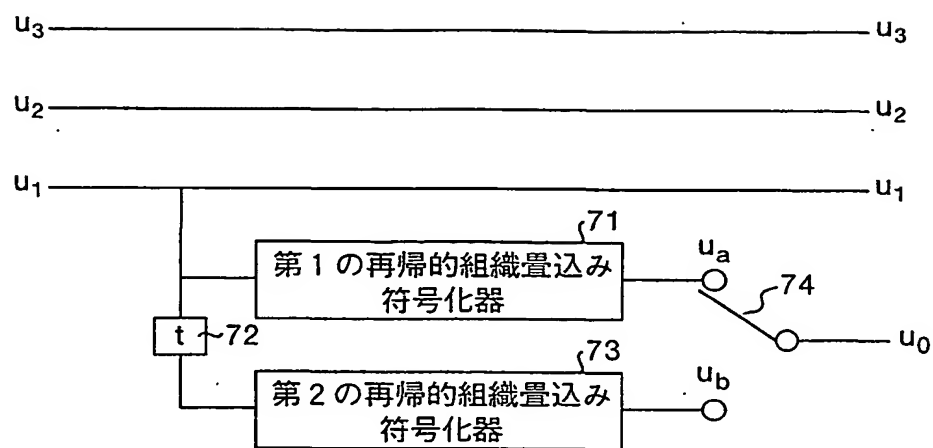 u3 u3
u2 u2
u1 u1
71
第1の再帰的組織畳込み
符号化器
ua
74
t 72
u0
73
第2の再帰的組織畳込み
符号化器
ub